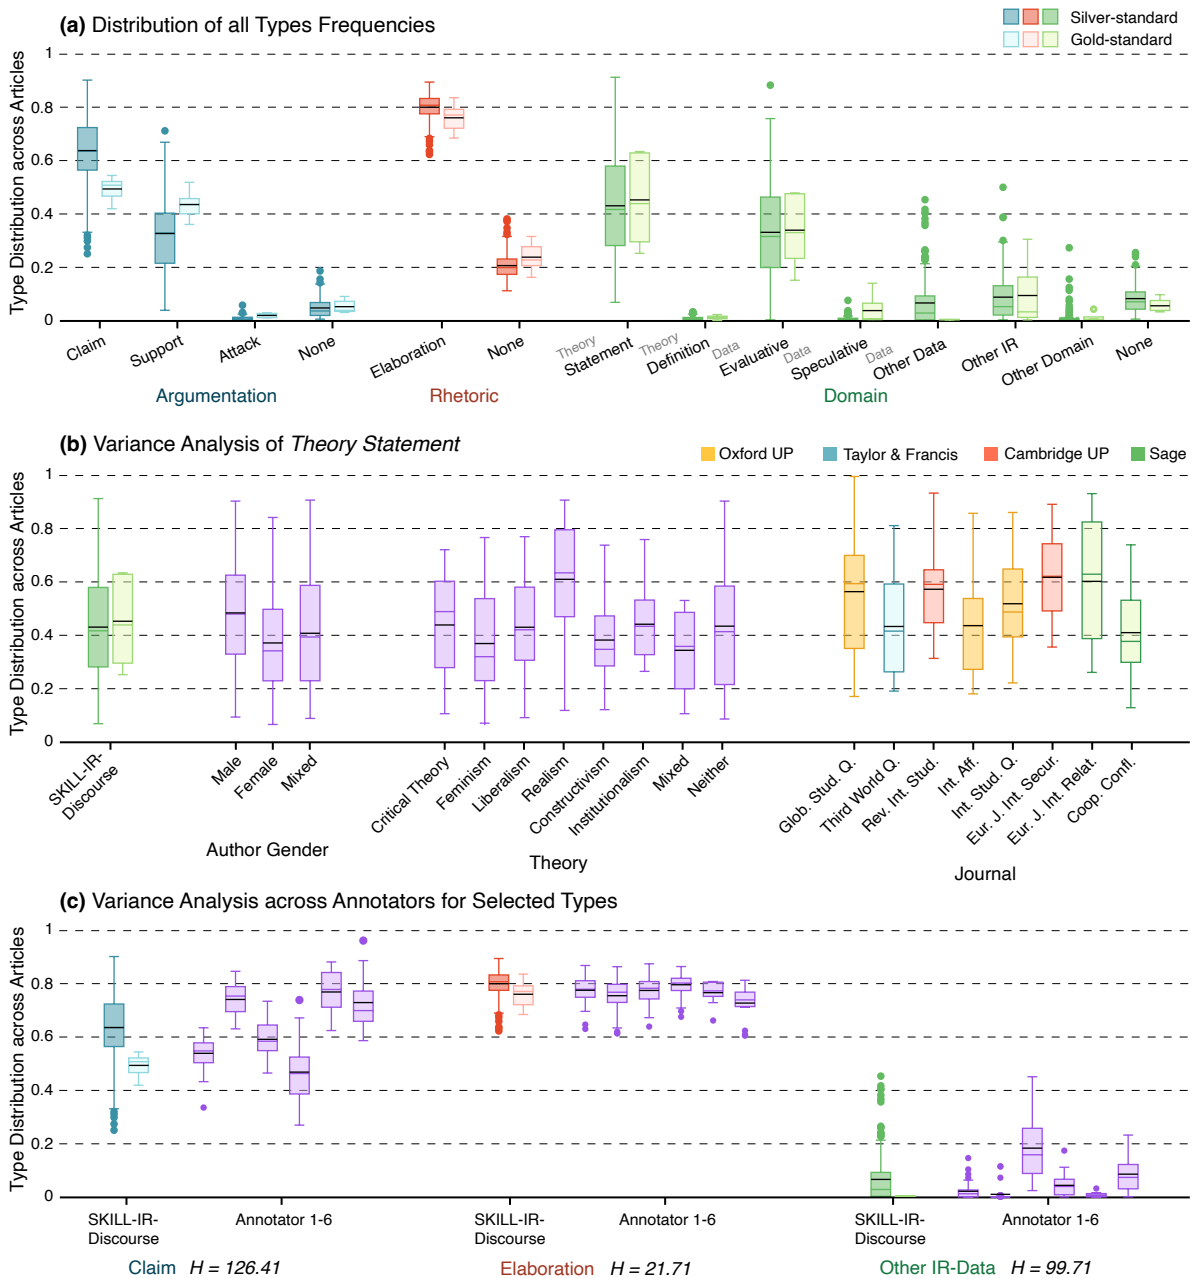 (a) Distribution of all Types Frequencies
Silver-standard
Gold-standard
Type Distribution across Articles
1
0.8
0.6
0.4
0.2
0
Claim
Support
Attack
None
Elaboration
None
Theory
Statement
Theory
Definition
Data
Evaluative
Data
Speculative
Data
Other Data
Other IR
Other Domain
None
Argumentation
Rhetoric
Domain
(b) Variance Analysis of Theory Statement
Oxford UP
Taylor & Francis
Cambridge UP
Sage
Type Distribution across Articles
1
0.8
0.6
0.4
0.2
0
SKILL-IR-
Discourse
Male
Female
Mixed
Critical Theory
Feminism
Liberalism
Realism
Constructivism
Institutionalism
Mixed
Neither
Glob. Stud. Q.
Third World Q.
Rev. Int. Stud.
Int. Aff.
Int. Stud. Q.
Eur. J. Int. Secur.
Eur. J. Int. Relat.
Coop. Confl.
Author Gender
Theory
Journal
(c) Variance Analysis across Annotators for Selected Types
Type Distribution across Articles
1
0.8
0.6
0.4
0.2
0
SKILL-IR-
Discourse
Annotator 1-6
SKILL-IR-
Discourse
Annotator 1-6
SKILL-IR-
Discourse
Annotator 1-6
Claim H = 126.41
Elaboration H = 21.71
Other IR-Data H = 99.71